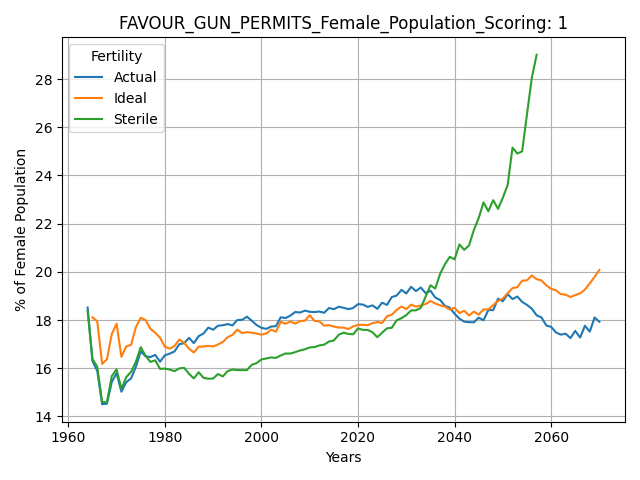 FAVOUR_GUN_PERMITS_Female_Population_Scoring: 1
Fertility
Actual
Ideal
Sterile
% of Female Population
28
26
24
22
20
18
16
14
1960 1980 2000 2020 2040 2060
Years